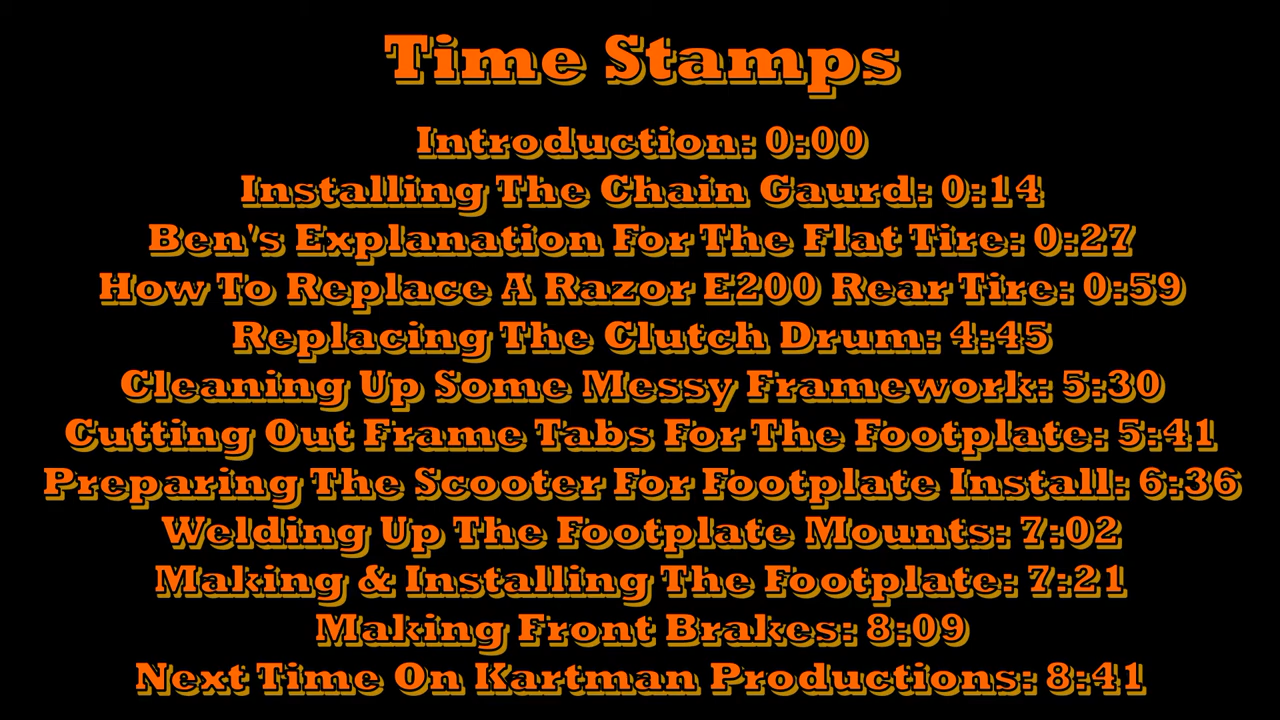 Time Stamps
Introduction: 0:00
Installing The Chain Gaurd: 0:14
Ben's Explanation For The Flat Tire: 0:27
How To Replace A Razor E200 Rear Tire: 0:59
Replacing The Clutch Drum: 4:45
Cleaning Up Some Messy Framework: 5:30
Cutting Out Frame Tabs For The Footplate: 5:41
Preparing The Scooter For Footplate Install: 6:36
Welding Up The Footplate Mounts: 7:02
Making & Installing The Footplate: 7:21
Making Front Brakes: 8:09
Next Time On Kartman Productions: 8:41